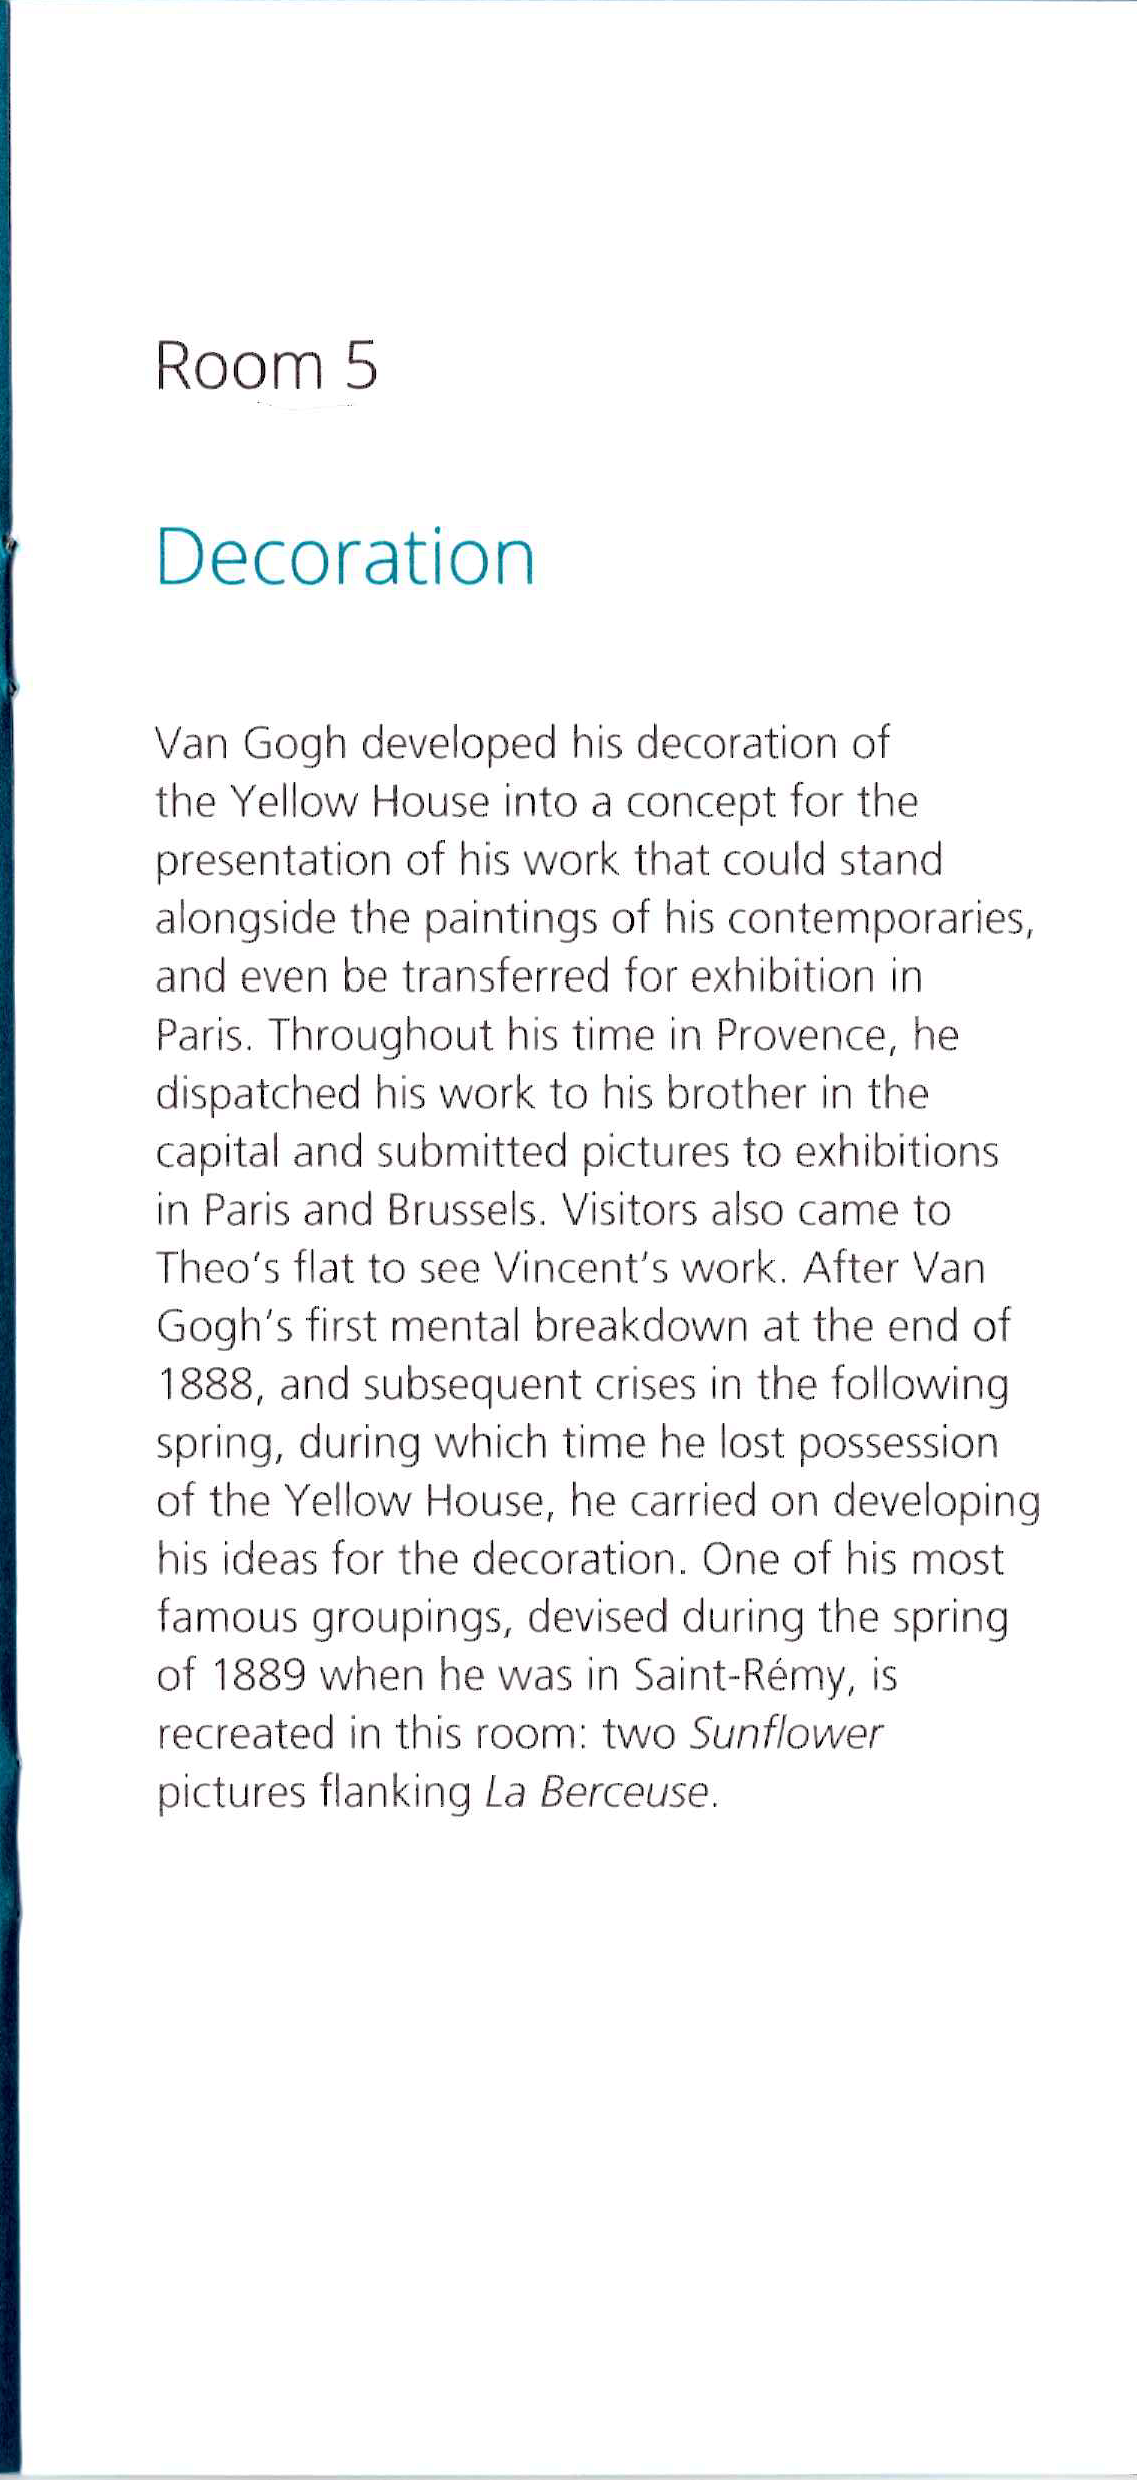 Room 5
Decoration
Van Gogh developed his decoration of
the Yellow House into a concept for the
presentation of his work that could stand
alongside the paintings of his contemporaries,
and even be transferred for exhibition in
Paris. Throughout his time in Provence, he
dispatched his work to his brother in the
capital and submitted pictures to exhibitions
in Paris and Brussels. Visitors also came to
Theo's flat to see Vincent's work. After Van
Gogh's first mental breakdown at the end of
1888, and subsequent crises in the following
spring, during which time he lost possession
of the Yellow House, he carried on developing
his ideas for the decoration. One of his most
famous groupings, devised during the spring
of 1889 when he was in Saint-Rémy, is
recreated in this room: two Sunflower
pictures flanking La Berceuse.